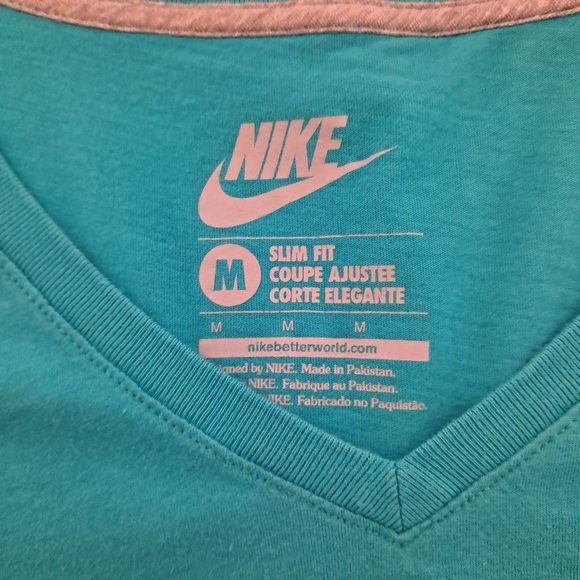 NIKE
M
SLIM FIT
COUPE AJUSTEE
CORTE ELEGANTE
M M M
nikebetterworld.com
by NIKE. Made in Pakistan.
NIKE. Fabrique au Pakistan.
Fabricado no Paquistão.